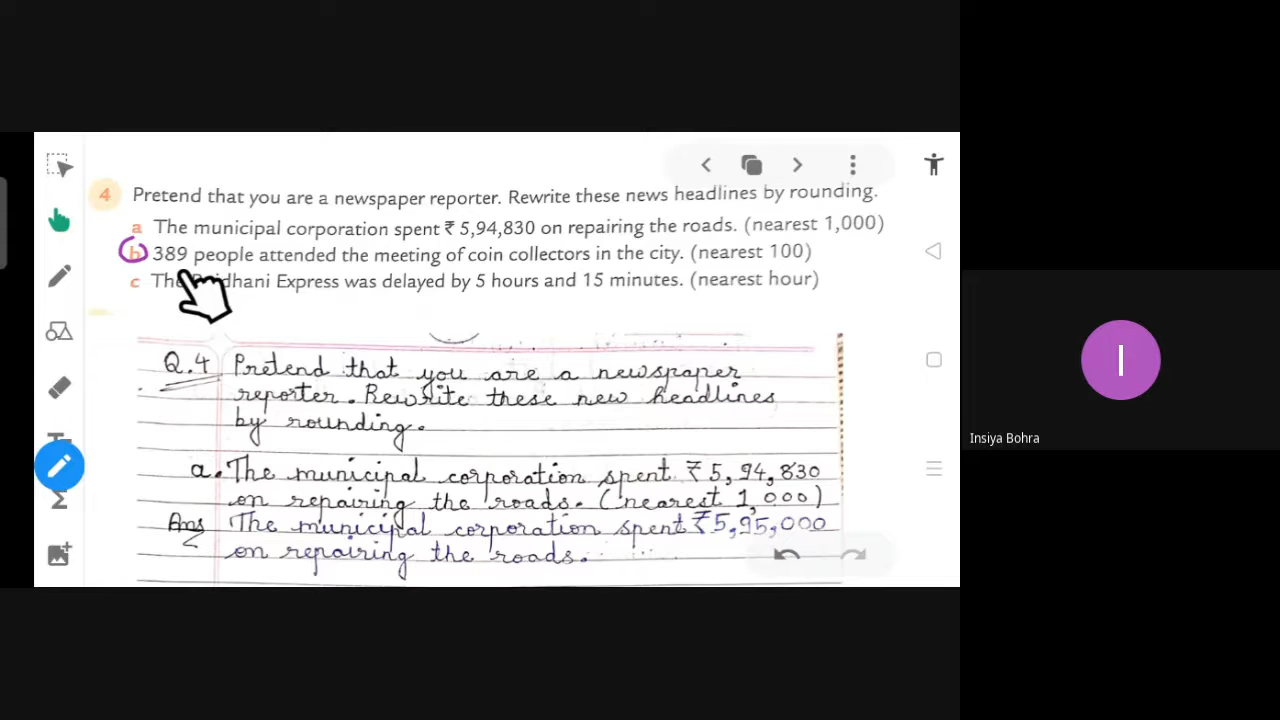 4 Pretend that you are a newspaper reporter. Rewrite these news headlines by rounding.
a The municipal corporation spent ₹ 5,94,830 on repairing the roads. (nearest 1,000)
b 389 people attended the meeting of coin collectors in the city. (nearest 100)
c The Rajdhani Express was delayed by 5 hours and 15 minutes. (nearest hour)
Q.4 Pretend that you are a newspaper
reporter. Rewrite these new headlines
by rounding.
a. The municipal corporation spent ₹ 5,94,830
on repairing the roads. (nearest 1,000)
Ans The municipal corporation spent ₹5,95,000
on repairing the roads.
I
Insiya Bohra